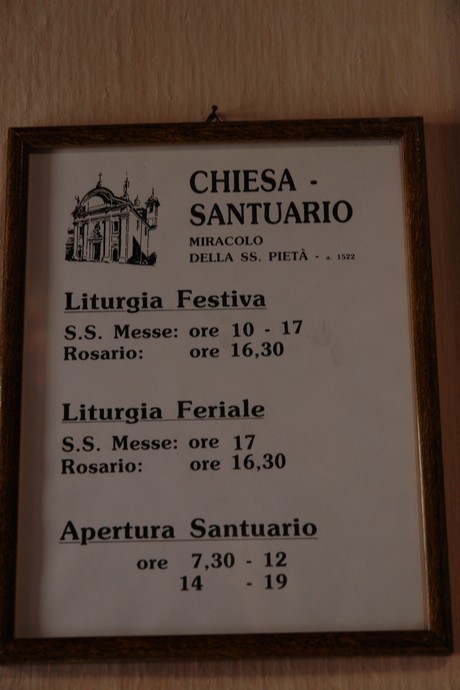 CHIESA -
SANTUARIO
MIRACOLO
DELLA SS. PIETÀ - a. 1522
Liturgia Festiva
S.S. Messe: ore 10 - 17
Rosario: ore 16,30
Liturgia Feriale
S.S. Messe: ore 17
Rosario: ore 16,30
Apertura Santuario
ore 7,30 - 12
14 - 19